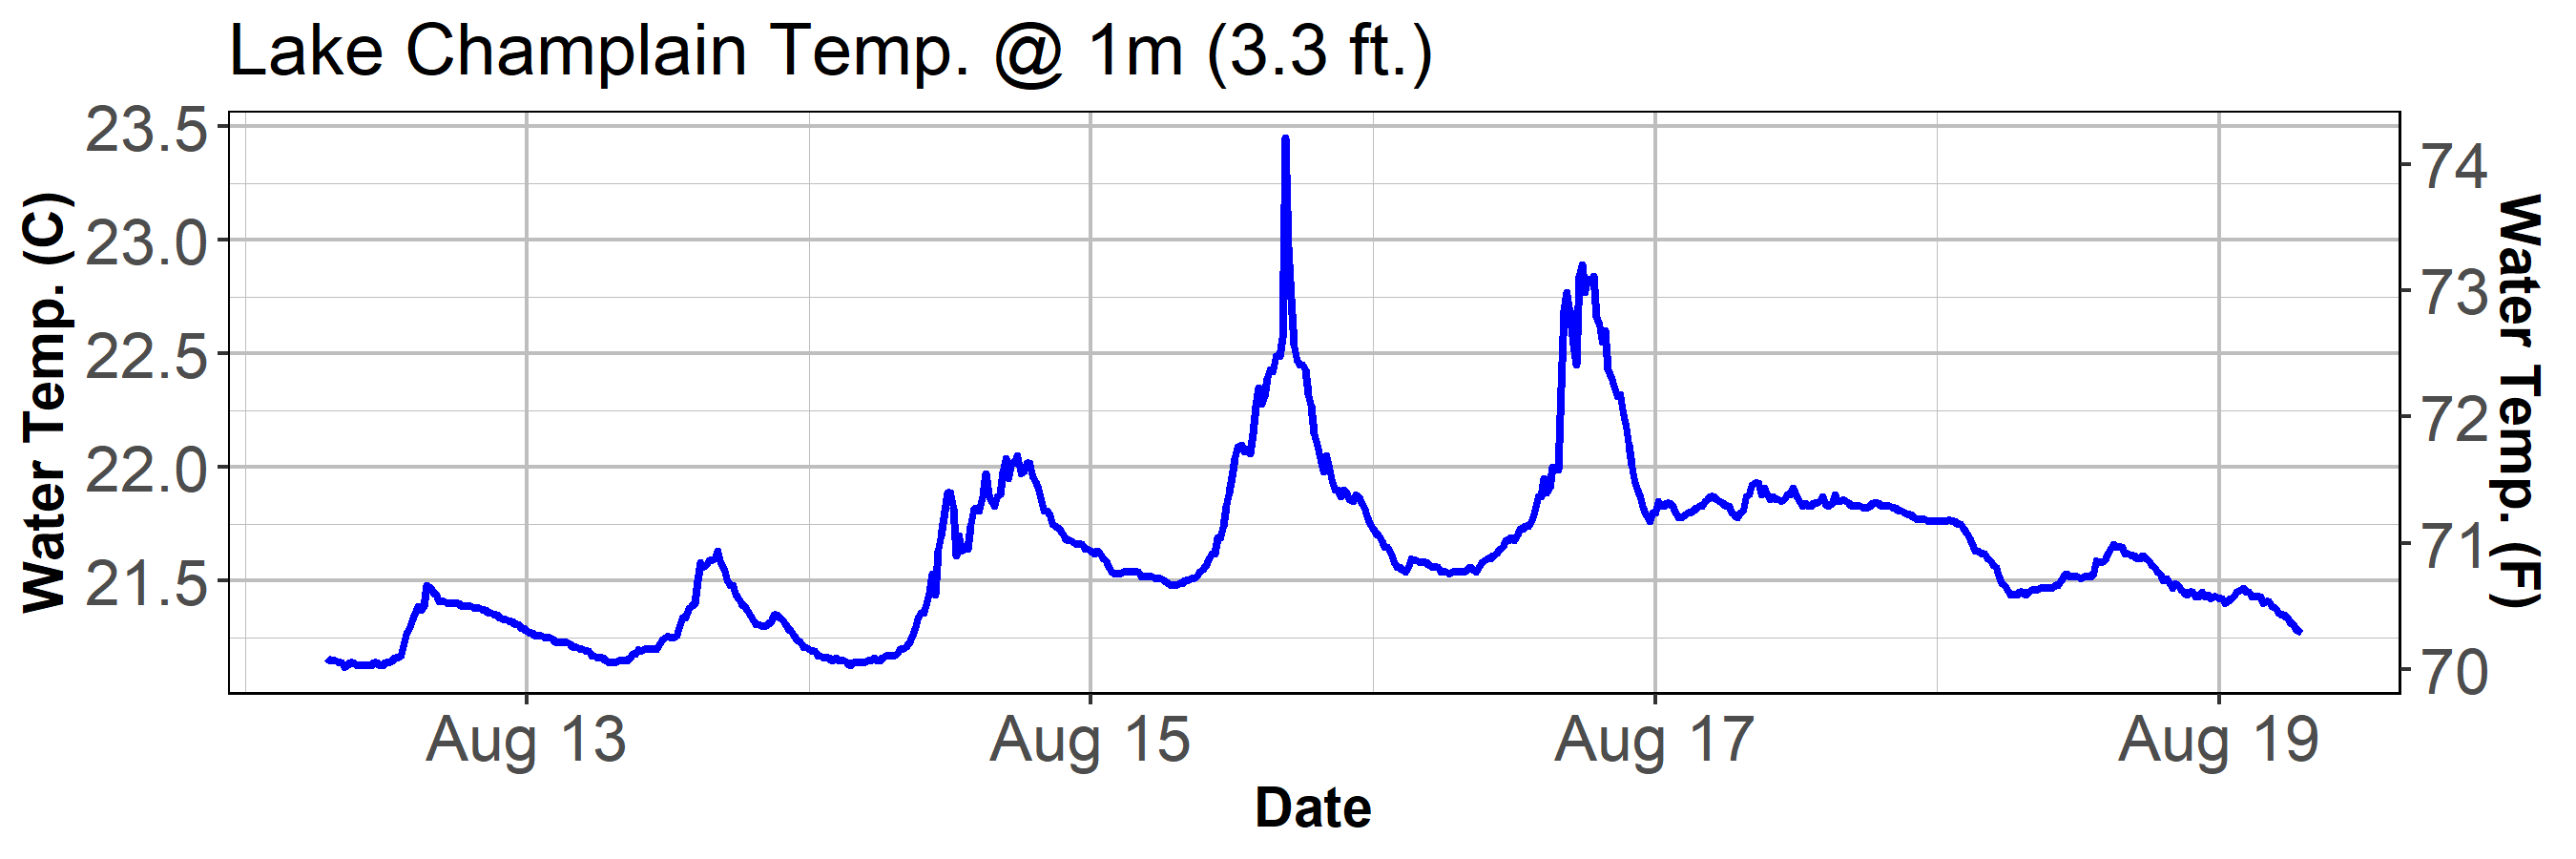 Lake Champlain Temp. @ 1m (3.3 ft.)
Water Temp. (C)
23.5
23.0
22.5
22.0
21.5
74
73
72
71
70
Water Temp. (F)
Aug 13 Aug 15 Aug 17 Aug 19
Date